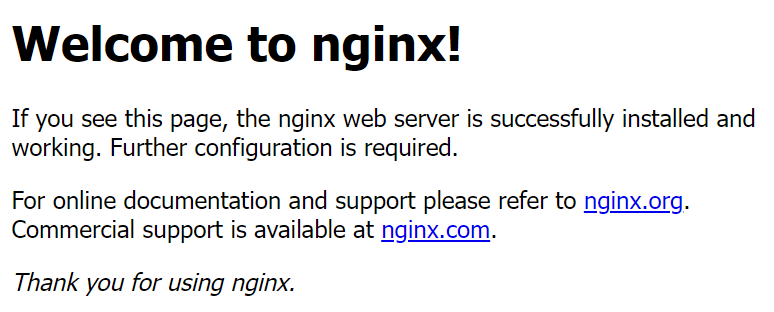 Welcome to nginx!
If you see this page, the nginx web server is successfully installed and
working. Further configuration is required.
For online documentation and support please refer to nginx.org.
Commercial support is available at nginx.com.
Thank you for using nginx.